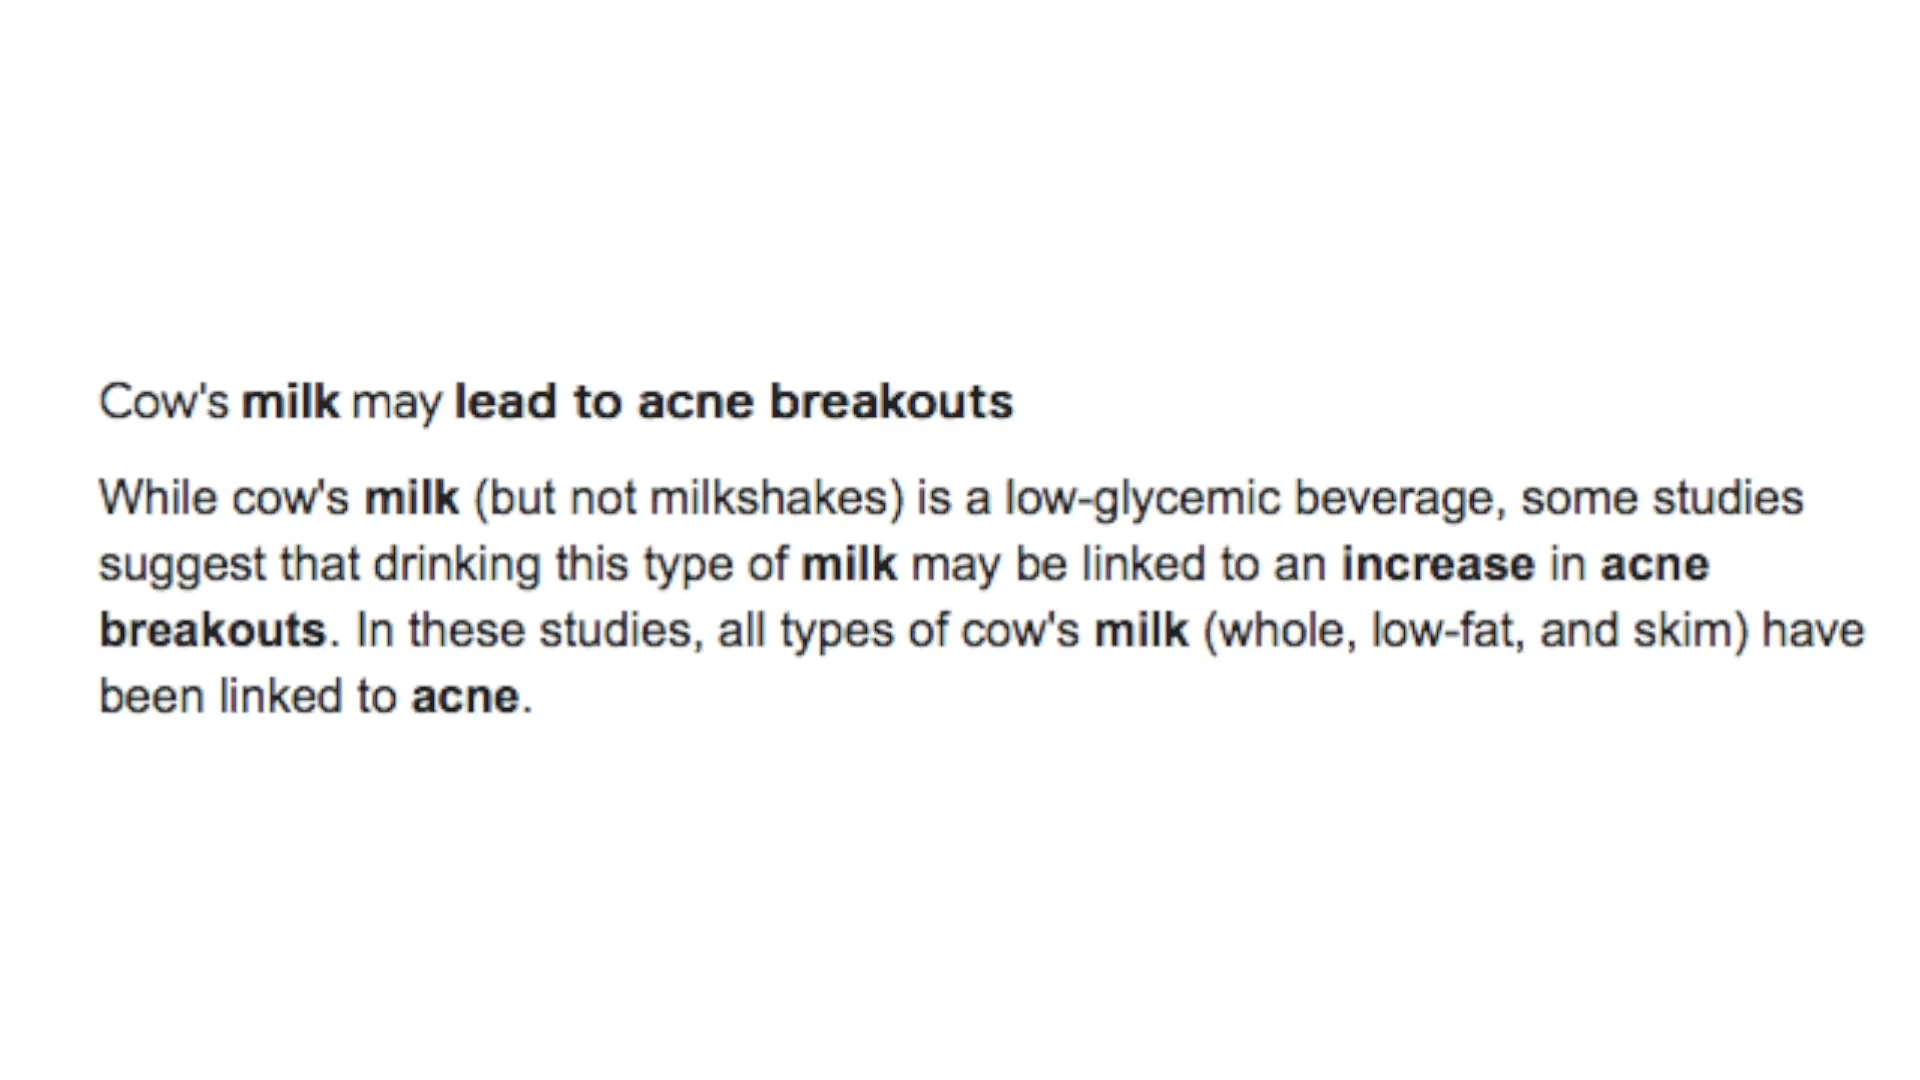 Cow's milk may lead to acne breakouts
While cow's milk (but not milkshakes) is a low-glycemic beverage, some studies
suggest that drinking this type of milk may be linked to an increase in acne
breakouts. In these studies, all types of cow's milk (whole, low-fat, and skim) have
been linked to acne.